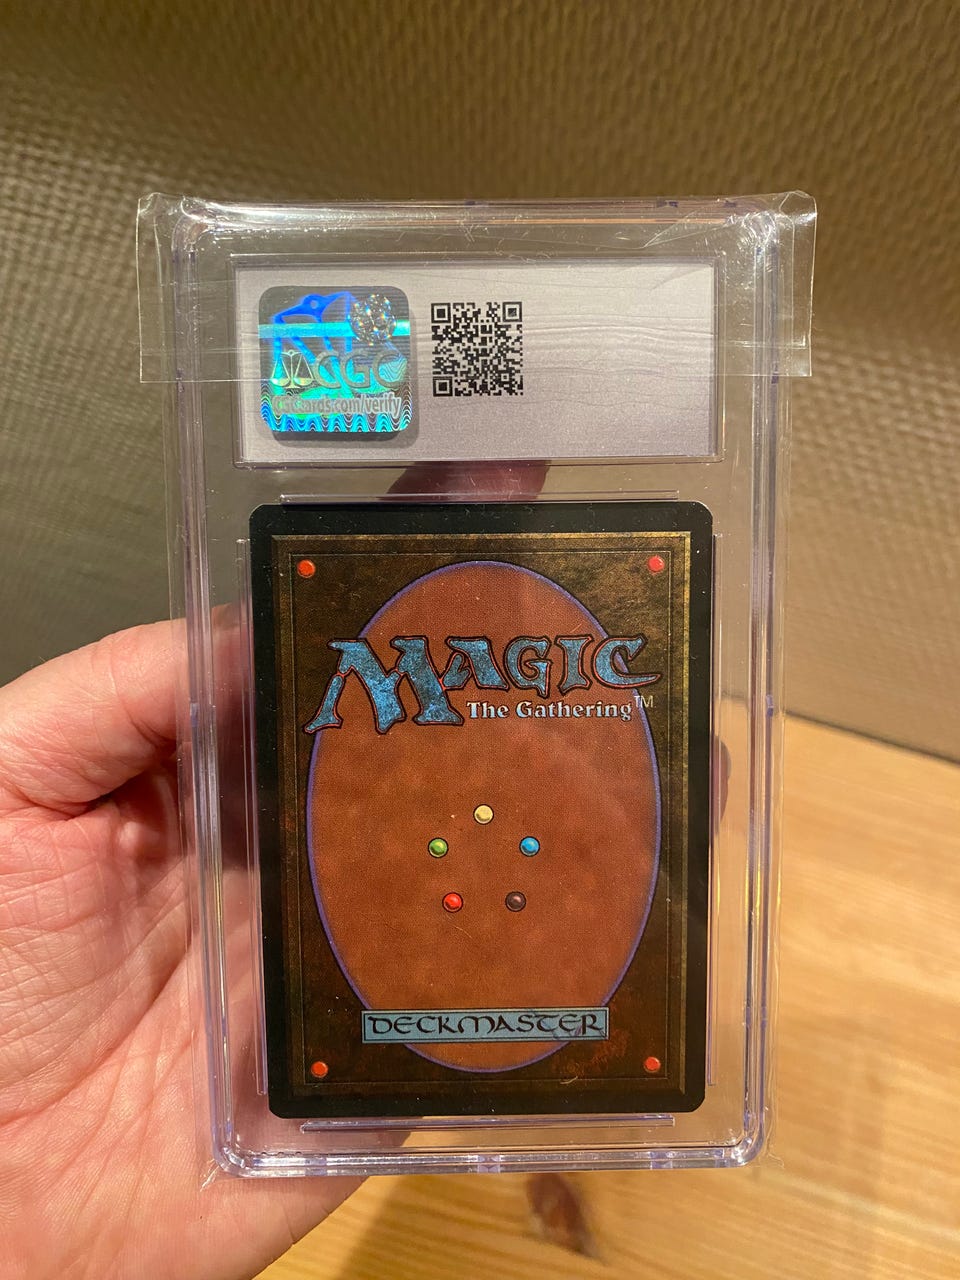 CGC
CGCcards.com/verify
MAGIC
The Gathering™
DECKMASTER